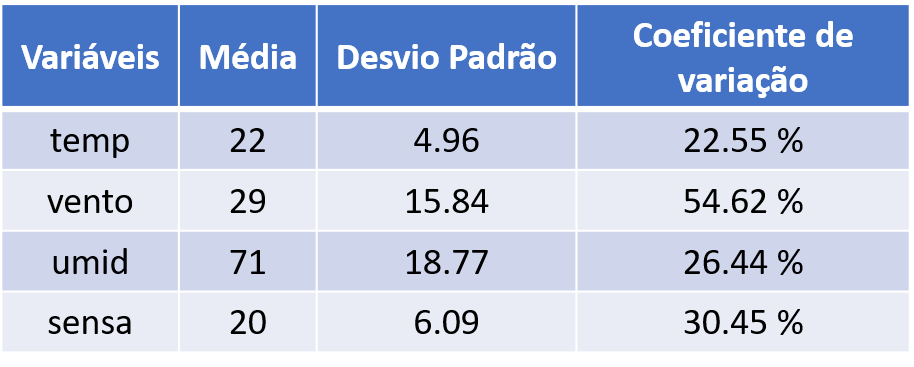 Variáveis Média Desvio Padrão Coeficiente de variação
temp 22 4.96 22.55 %
vento 29 15.84 54.62 %
umid 71 18.77 26.44 %
sensa 20 6.09 30.45 %